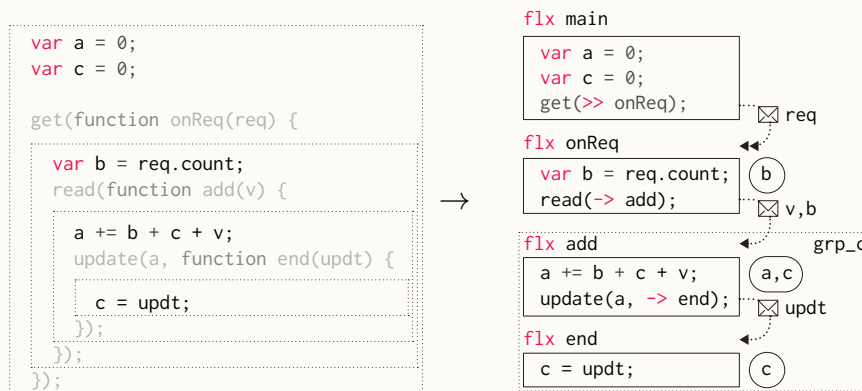 var a = 0;
var c = 0;
get(function onReq(req) {
var b = req.count;
read(function add(v) {
a += b + c + v;
update(a, function end(updt) {
c = updt;
});
});
});
→
flx main
var a = 0;
var c = 0;
get(>> onReq);
req
flx onReq
var b = req.count;
b
read(-> add);
v,b
flx add
a += b + c + v;
a,c
update(a, -> end);
updt
flx end
c = updt;
c